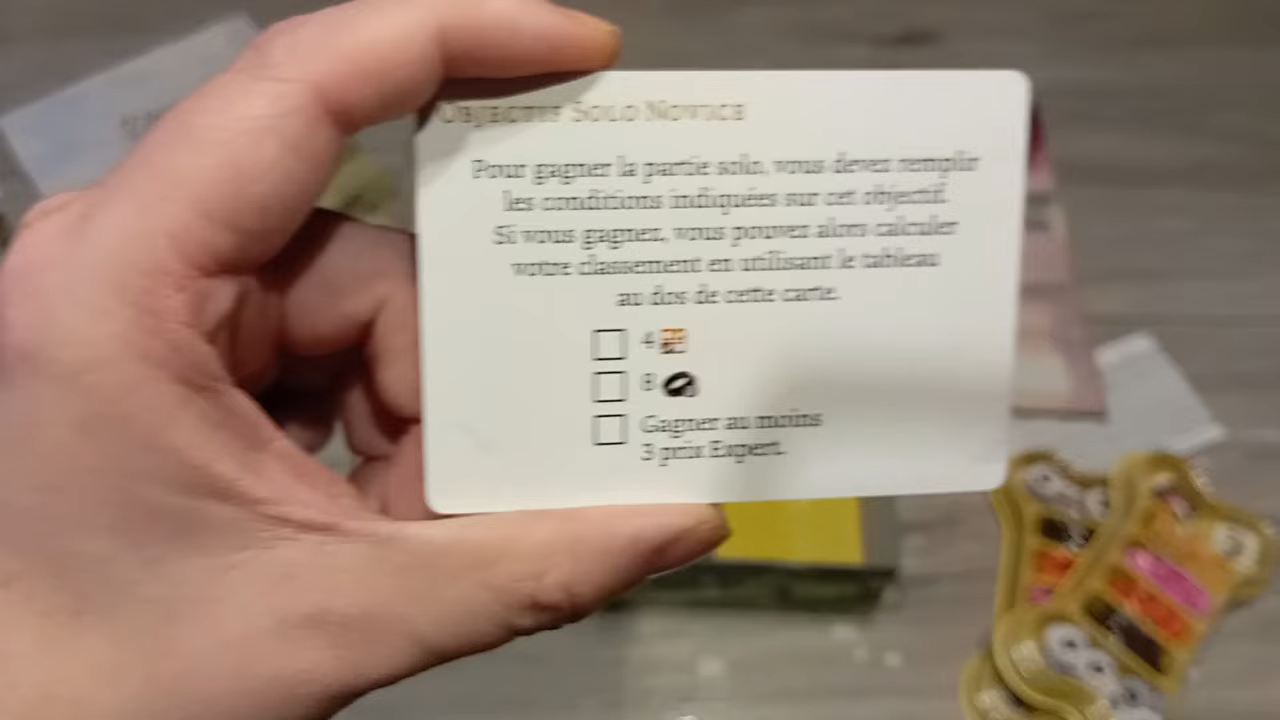 Objectif Solo Novice
Pour gagner la partie solo, vous devez remplir
les conditions indiquées sur cet objectif.
Si vous gagnez, vous pouvez alors calculer
votre classement en utilisant le tableau
au dos de cette carte.
4
8
Gagner au moins
3 prix Expert.